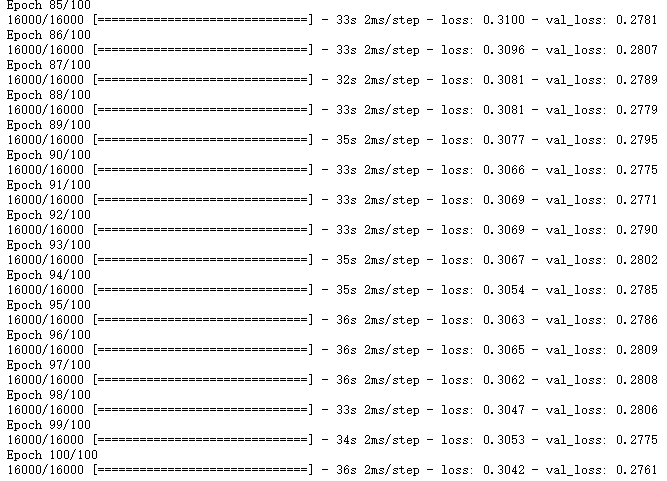 Epoch 85/100
16000/16000 [==============================] - 33s 2ms/step - loss: 0.3100 - val_loss: 0.2781
Epoch 86/100
16000/16000 [==============================] - 33s 2ms/step - loss: 0.3096 - val_loss: 0.2807
Epoch 87/100
16000/16000 [==============================] - 32s 2ms/step - loss: 0.3081 - val_loss: 0.2789
Epoch 88/100
16000/16000 [==============================] - 33s 2ms/step - loss: 0.3081 - val_loss: 0.2779
Epoch 89/100
16000/16000 [==============================] - 35s 2ms/step - loss: 0.3077 - val_loss: 0.2795
Epoch 90/100
16000/16000 [==============================] - 33s 2ms/step - loss: 0.3066 - val_loss: 0.2775
Epoch 91/100
16000/16000 [==============================] - 33s 2ms/step - loss: 0.3069 - val_loss: 0.2771
Epoch 92/100
16000/16000 [==============================] - 33s 2ms/step - loss: 0.3069 - val_loss: 0.2790
Epoch 93/100
16000/16000 [==============================] - 35s 2ms/step - loss: 0.3067 - val_loss: 0.2802
Epoch 94/100
16000/16000 [==============================] - 35s 2ms/step - loss: 0.3054 - val_loss: 0.2785
Epoch 95/100
16000/16000 [==============================] - 36s 2ms/step - loss: 0.3063 - val_loss: 0.2786
Epoch 96/100
16000/16000 [==============================] - 36s 2ms/step - loss: 0.3065 - val_loss: 0.2809
Epoch 97/100
16000/16000 [==============================] - 36s 2ms/step - loss: 0.3062 - val_loss: 0.2808
Epoch 98/100
16000/16000 [==============================] - 33s 2ms/step - loss: 0.3047 - val_loss: 0.2806
Epoch 99/100
16000/16000 [==============================] - 34s 2ms/step - loss: 0.3053 - val_loss: 0.2775
Epoch 100/100
16000/16000 [==============================] - 36s 2ms/step - loss: 0.3042 - val_loss: 0.2761